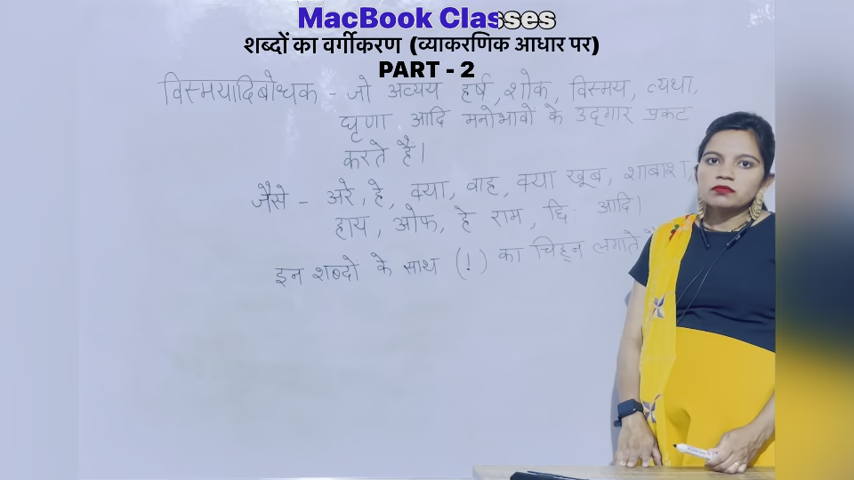 MacBook Classes
शब्दों का वर्गीकरण (व्याकरणिक आधार पर)
PART - 2
विस्मयादिबोधक - जो अव्यय हर्ष, शोक, विस्मय, व्यथा,
घृणा आदि मनोभावो के उद्‌गार प्रकट
करते है।
जैसे - अरे, हे, क्या, वाह, क्या खूब, शाबाश,
हाय, ओफ, हे राम, छि: आदि।
इन शब्दो के साथ (!) का चिह्न लगाते